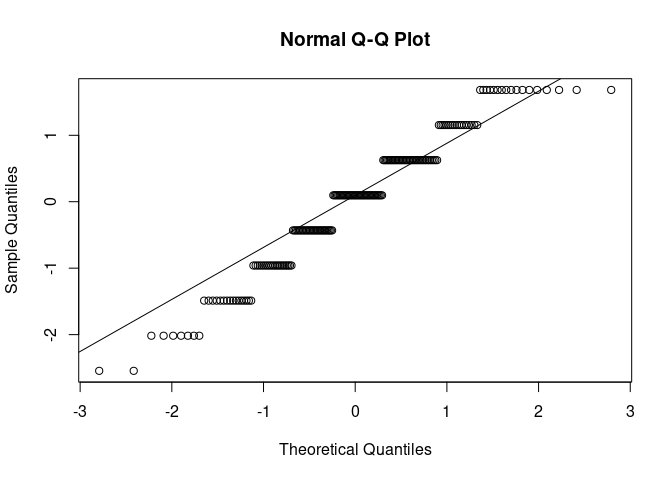 Normal Q-Q Plot
Sample Quantiles
1
0
-1
-2
-3 -2 -1 0 1 2 3
Theoretical Quantiles